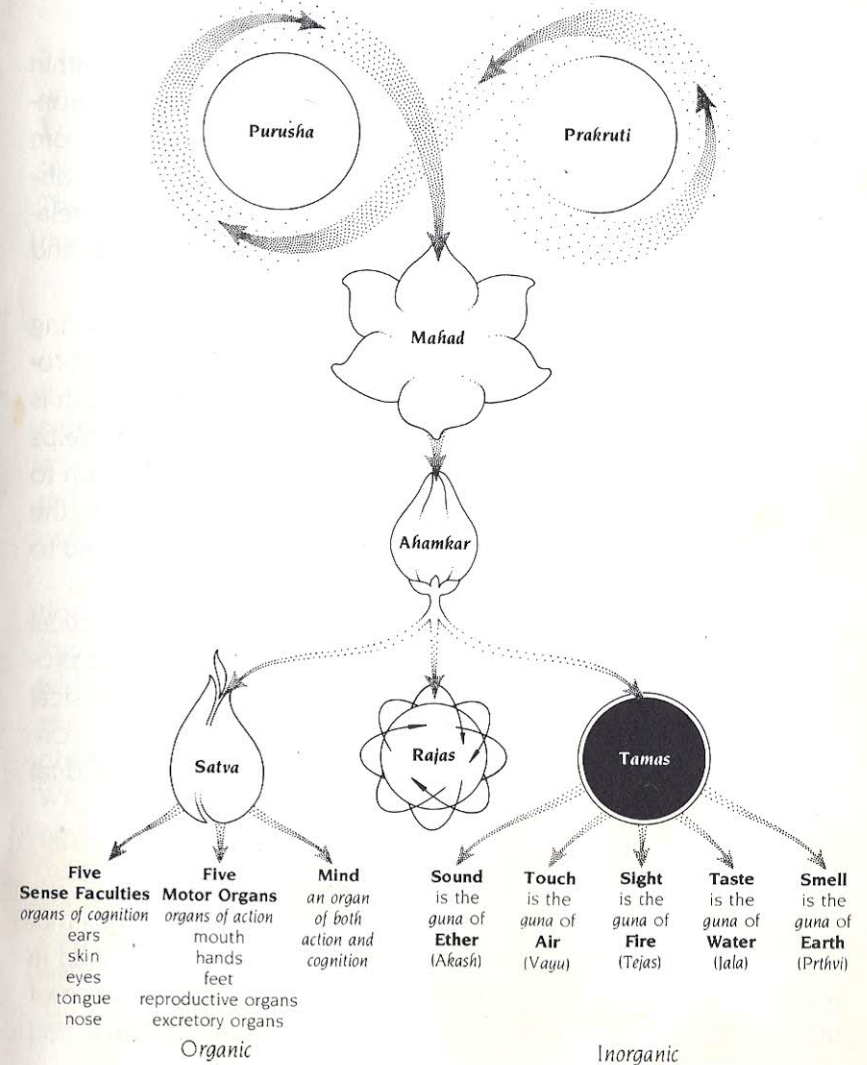 Purusha
Prakruti
Mahad
Ahamkar
Satva
Rajas
Tamas
Five
Sense Faculties
organs of cognition
ears
skin
eyes
tongue
nose
Five
Motor Organs
organs of action
mouth
hands
feet
reproductive organs
excretory organs
Mind
an organ
of both
action and
cognition
Organic
Sound
is the
guna of
Ether
(Akash)
Touch
is the
guna of
Air
(Vayu)
Sight
is the
guna of
Fire
(Tejas)
Taste
is the
guna of
Water
(Jala)
Smell
is the
guna of
Earth
(Prthvi)
Inorganic